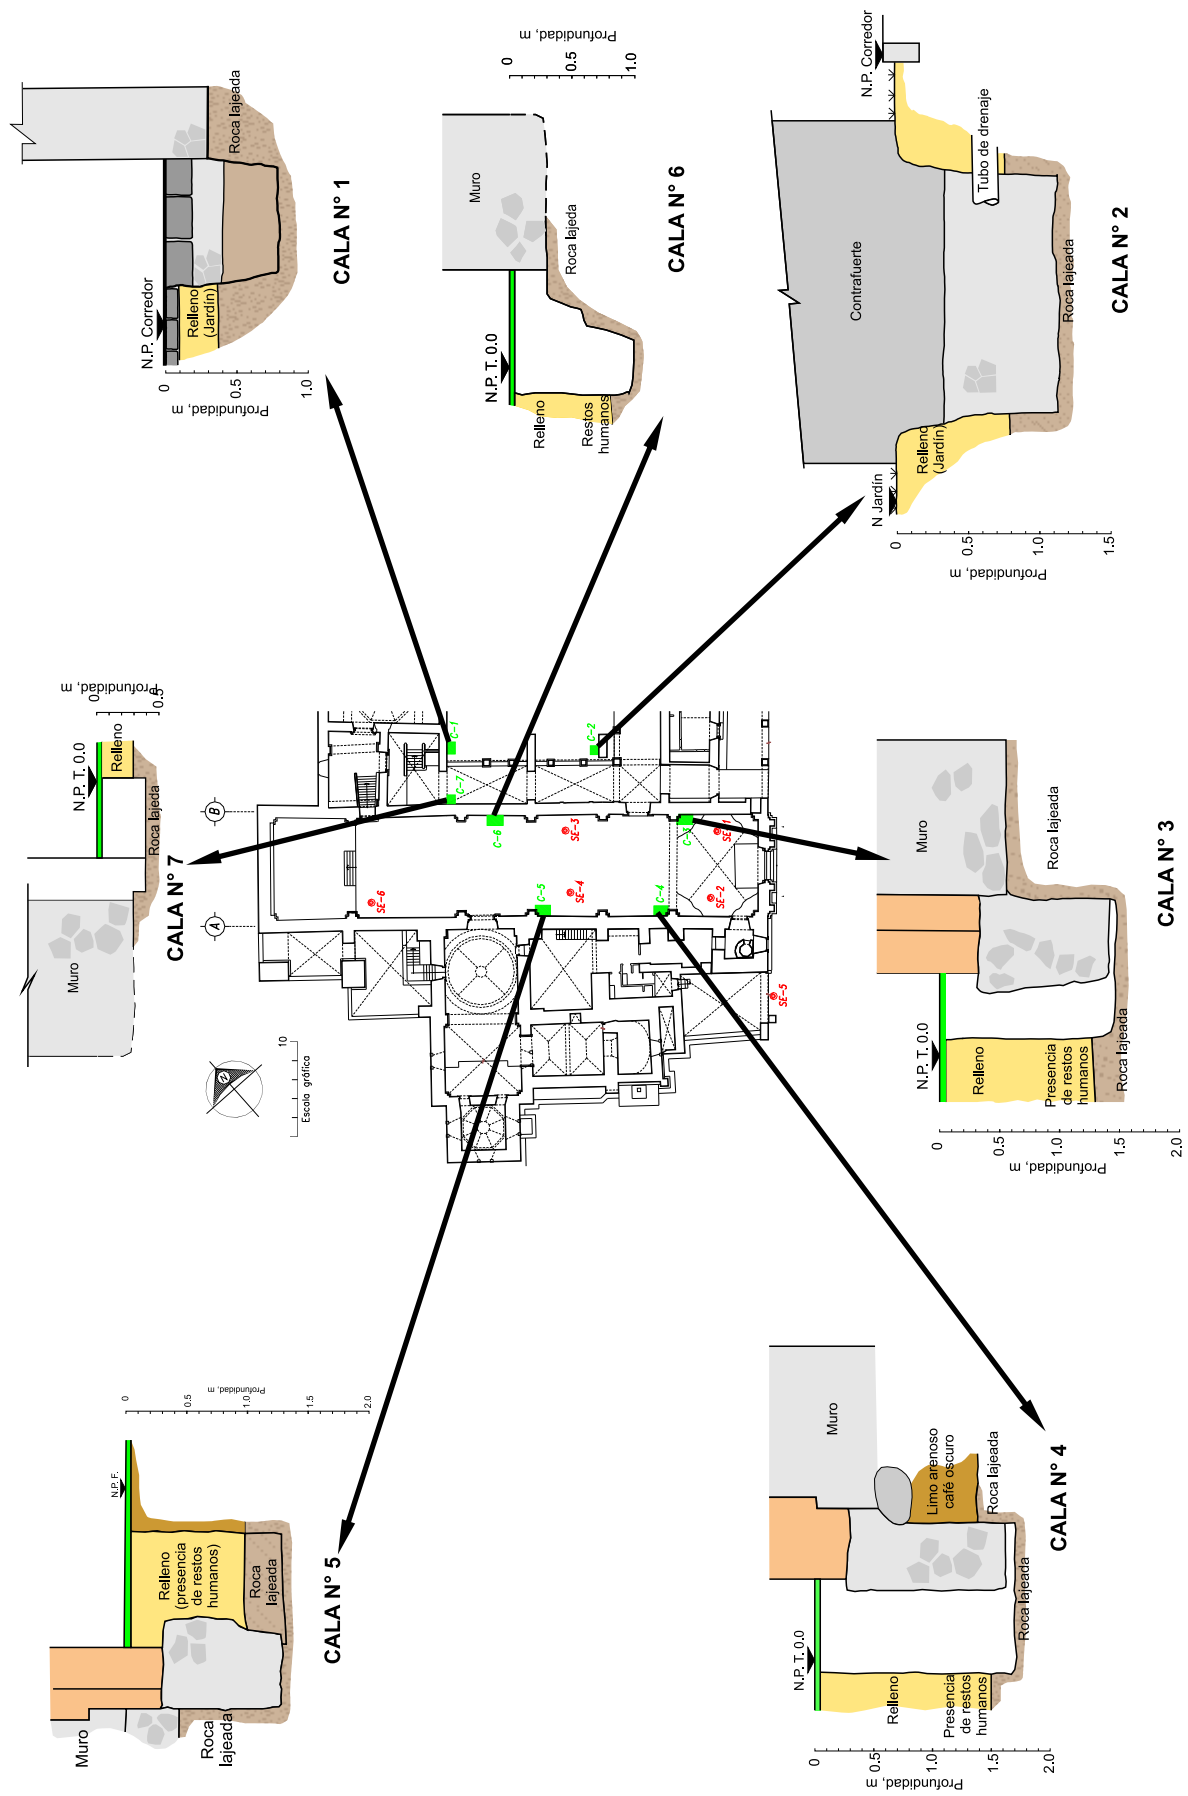 CALA N° 5
Muro
Roca
lajeada
Relleno
(presencia
de restos
humanos)
Roca
lajeada
N.P. F.
0
0.5
1.0
1.5
2.0
Profundidad, m
CALA N° 7
Muro
Roca lajeada
N.P. T. 0.0
Relleno
0
0.5
Profundidad, m
CALA N° 1
N.P. Corredor
Relleno
(Jardín)
Roca lajeada
0
0.5
1.0
Profundidad, m
CALA N° 6
N.P. T. 0.0
Relleno
Restos
humanos
Muro
Roca lajeda
0
0.5
1.0
Profundidad, m
CALA N° 2
N Jardín
Relleno
(Jardín)
Contrafuerte
Roca lajeada
Tubo de drenaje
N.P. Corredor
0
0.5
1.0
1.5
Profundidad, m
N
Escala gráfica
10
A
B
C-1
C-2
C-3
C-4
C-5
C-6
C-7
SE-1
SE-2
SE-3
SE-4
SE-5
SE-6
CALA N° 4
N.P. T. 0.0
Relleno
Presencia
de restos
humanos
Roca lajeada
Muro
Limo arenoso
café oscuro
Roca lajeada
0
0.5
1.0
1.5
2.0
Profundidad, m
CALA N° 3
N.P. T. 0.0
Relleno
Presencia
de restos
humanos
Roca lajeada
Muro
Roca lajeada
0
0.5
1.0
1.5
2.0
Profundidad, m